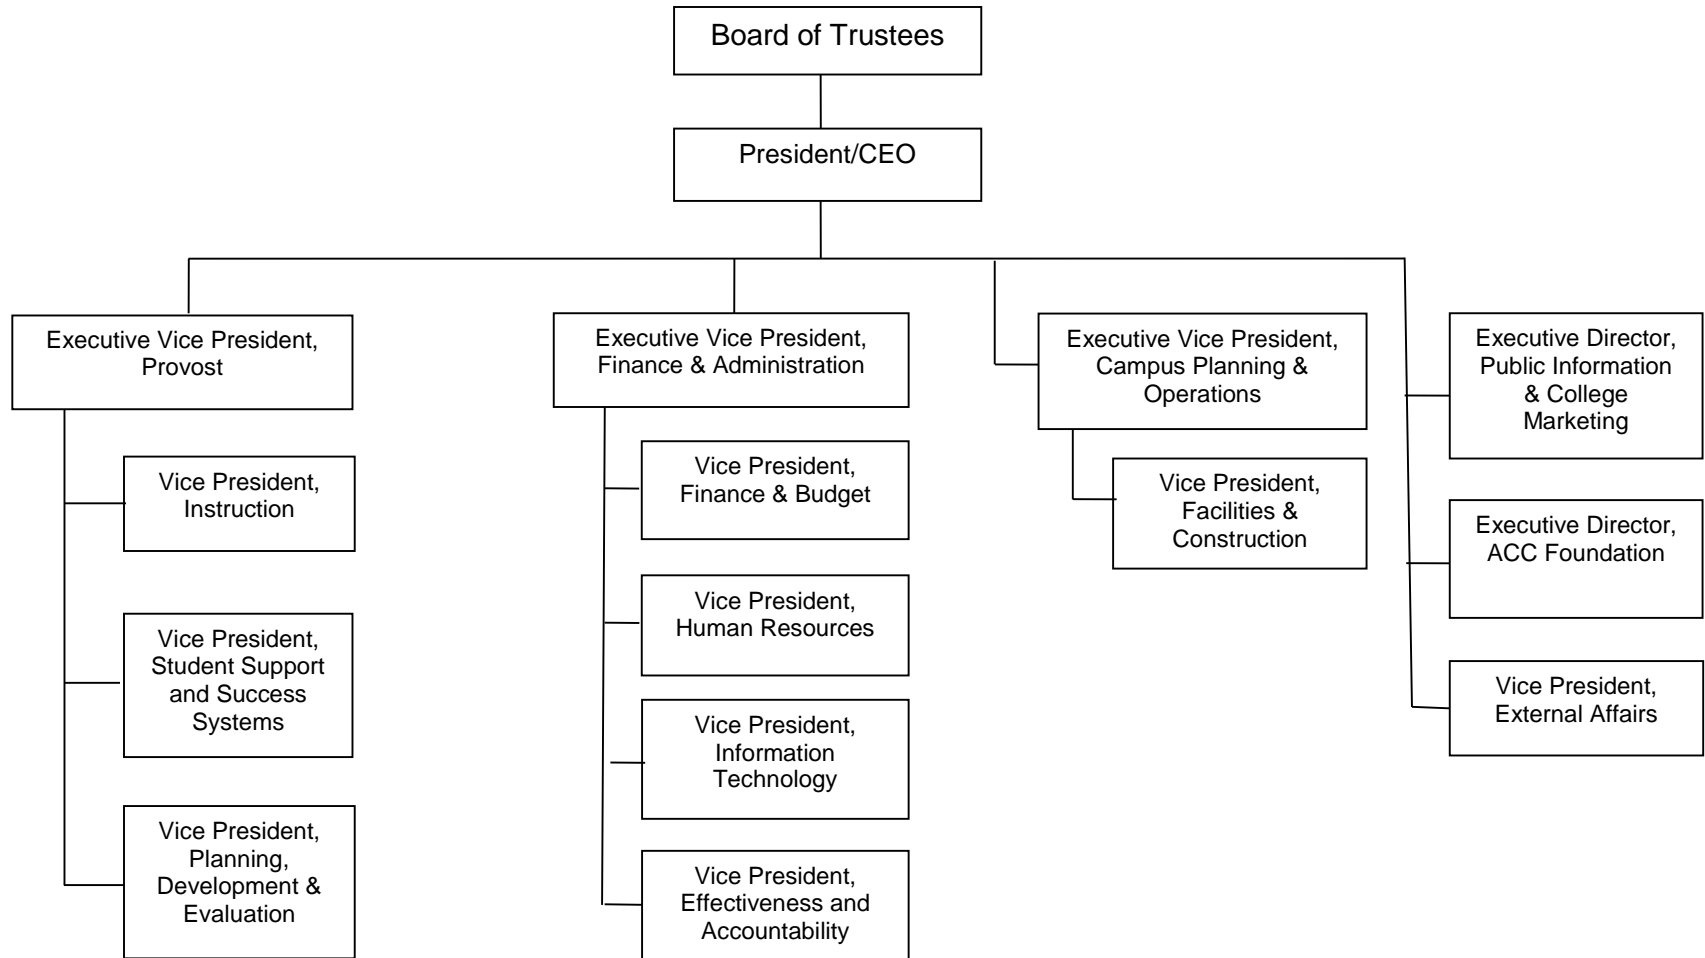 Board of Trustees
President/CEO
Executive Vice President,
Provost
Vice President,
Instruction
Vice President,
Student Support
and Success
Systems
Vice President,
Planning,
Development &
Evaluation
Executive Vice President,
Finance & Administration
Vice President,
Finance & Budget
Vice President,
Human Resources
Vice President,
Information
Technology
Vice President,
Effectiveness and
Accountability
Executive Vice President,
Campus Planning &
Operations
Vice President,
Facilities &
Construction
Executive Director,
Public Information
& College
Marketing
Executive Director,
ACC Foundation
Vice President,
External Affairs